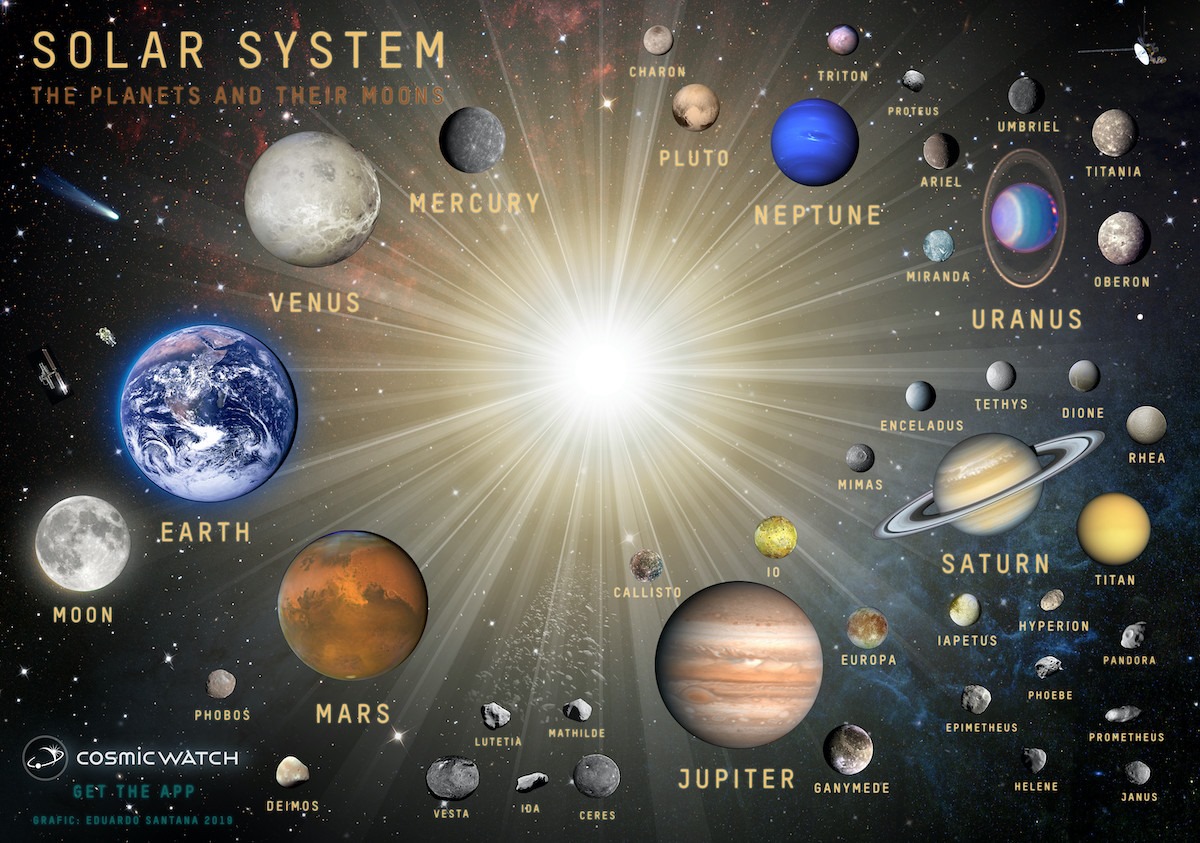 SOLAR SYSTEM
THE PLANETS AND THEIR MOONS
CHARON
TRITON
PROTEUS
UMBRIEL
PLUTO
TITANIA
ARIEL
MERCURY
NEPTUNE
MIRANDA
OBERON
VENUS
URANUS
TETHYS
DIONE
ENCELADUS
RHEA
MIMAS
EARTH
SATURN
IO
TITAN
CALLISTO
MOON
HYPERION
IAPETUS
EUROPA
PANDORA
PHOEBE
PHOBOS
MARS
EPIMETHEUS
PROMETHEUS
LUTETIA
MATHILDE
COSMICWATCH
JUPITER
GANYMEDE
HELENE
GET THE APP
JANUS
DEIMOS
IDA
VESTA
CERES
GRAFIC: EDUARDO SANTANA 2019